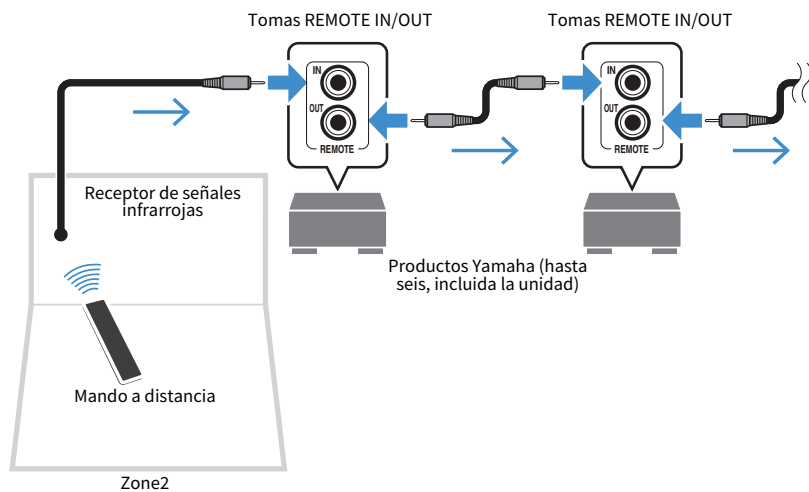 Tomas REMOTE IN/OUT
Tomas REMOTE IN/OUT
IN
OUT
REMOTE
IN
OUT
REMOTE
Receptor de señales
infrarrojas
Productos Yamaha (hasta
seis, incluida la unidad)
Mando a distancia
Zone2